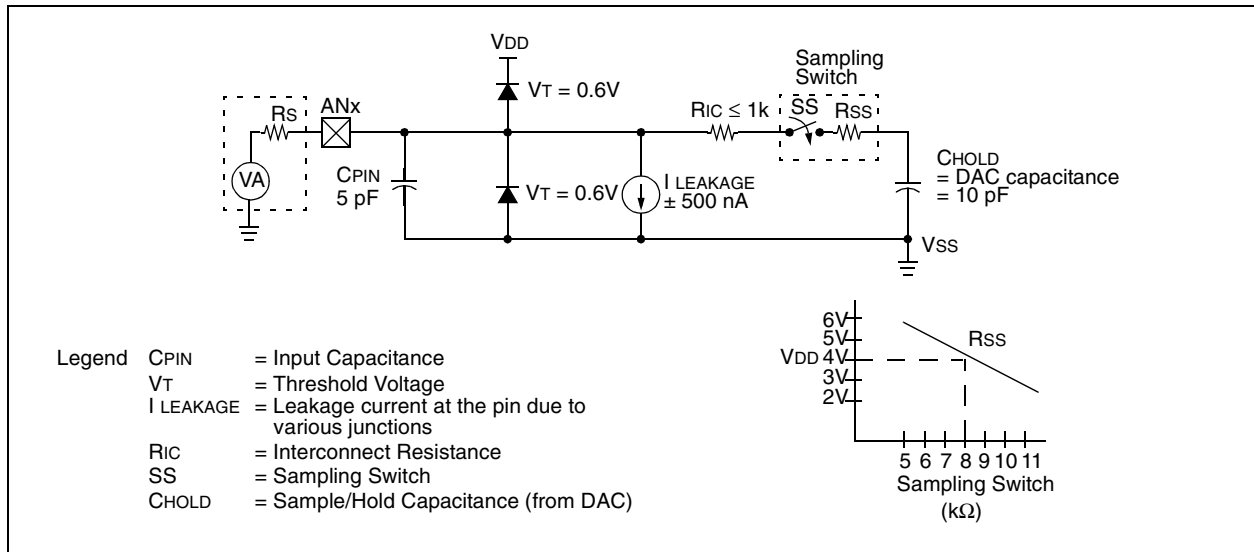 VDD
Sampling
Switch
VT = 0.6V
RS
ANx
RIC ≤ 1k
SS
RSS
VA
CPIN
5 pF
VT = 0.6V
I LEAKAGE
± 500 nA
CHOLD
= DAC capacitance
= 10 pF
VSS
Legend CPIN = Input Capacitance
VT = Threshold Voltage
I LEAKAGE = Leakage current at the pin due to
various junctions
RIC = Interconnect Resistance
SS = Sampling Switch
CHOLD = Sample/Hold Capacitance (from DAC)
6V
5V
RSS
VDD 4V
3V
2V
5 6 7 8 9 10 11
Sampling Switch
(kΩ)